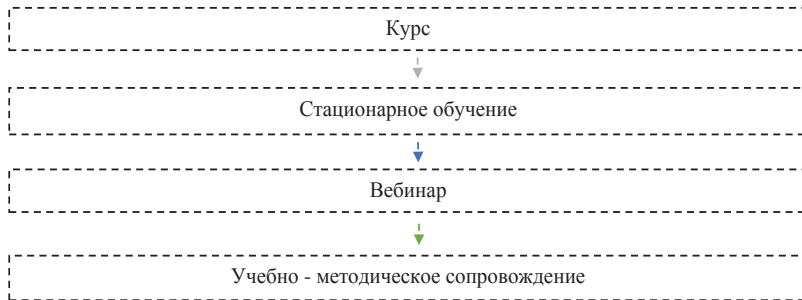 Курс
Стационарное обучение
Вебинар
Учебно - методическое сопровождение